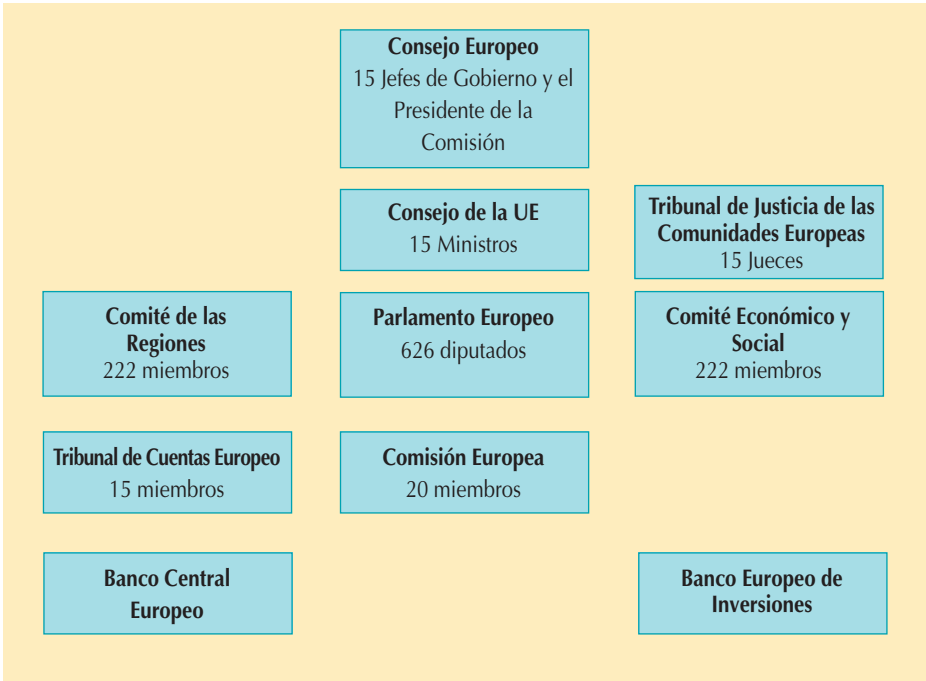 Consejo Europeo
15 Jefes de Gobierno y el
Presidente de la
Comisión
Consejo de la UE
15 Ministros
Tribunal de Justicia de las
Comunidades Europeas
15 Jueces
Comité de las
Regiones
222 miembros
Parlamento Europeo
626 diputados
Comité Económico y
Social
222 miembros
Tribunal de Cuentas Europeo
15 miembros
Comisión Europea
20 miembros
Banco Central
Europeo
Banco Europeo de
Inversiones